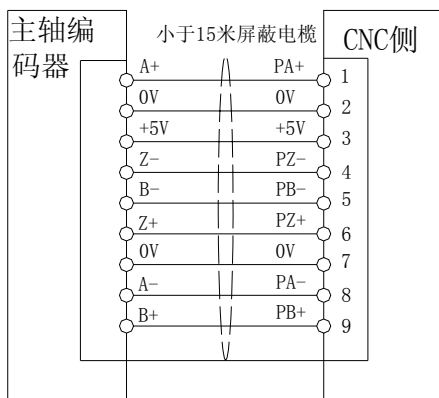 主轴编码器
小于15米屏蔽电榄
CNC侧
A+ PA+ 1
0V 0V 2
+5V +5V 3
Z- PZ- 4
B- PB- 5
Z+ PZ+ 6
0V 0V 7
A- PA- 8
B+ PB+ 9